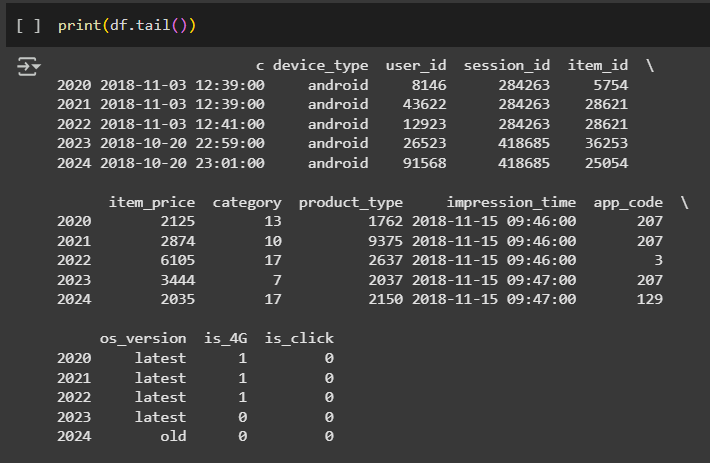 [ ] print(df.tail())
c device_type user_id session_id item_id \
2020 2018-11-03 12:39:00 android 8146 284263 5754
2021 2018-11-03 12:39:00 android 43622 284263 28621
2022 2018-11-03 12:41:00 android 12923 284263 28621
2023 2018-10-20 22:59:00 android 26523 418685 36253
2024 2018-10-20 23:01:00 android 91568 418685 25054
item_price category product_type impression_time app_code \
2020 2125 13 1762 2018-11-15 09:46:00 207
2021 2874 10 9375 2018-11-15 09:46:00 207
2022 6105 17 2637 2018-11-15 09:46:00 3
2023 3444 7 2037 2018-11-15 09:47:00 207
2024 2035 17 2150 2018-11-15 09:47:00 129
os_version is_4G is_click
2020 latest 1 0
2021 latest 1 0
2022 latest 1 0
2023 latest 0 0
2024 old 0 0